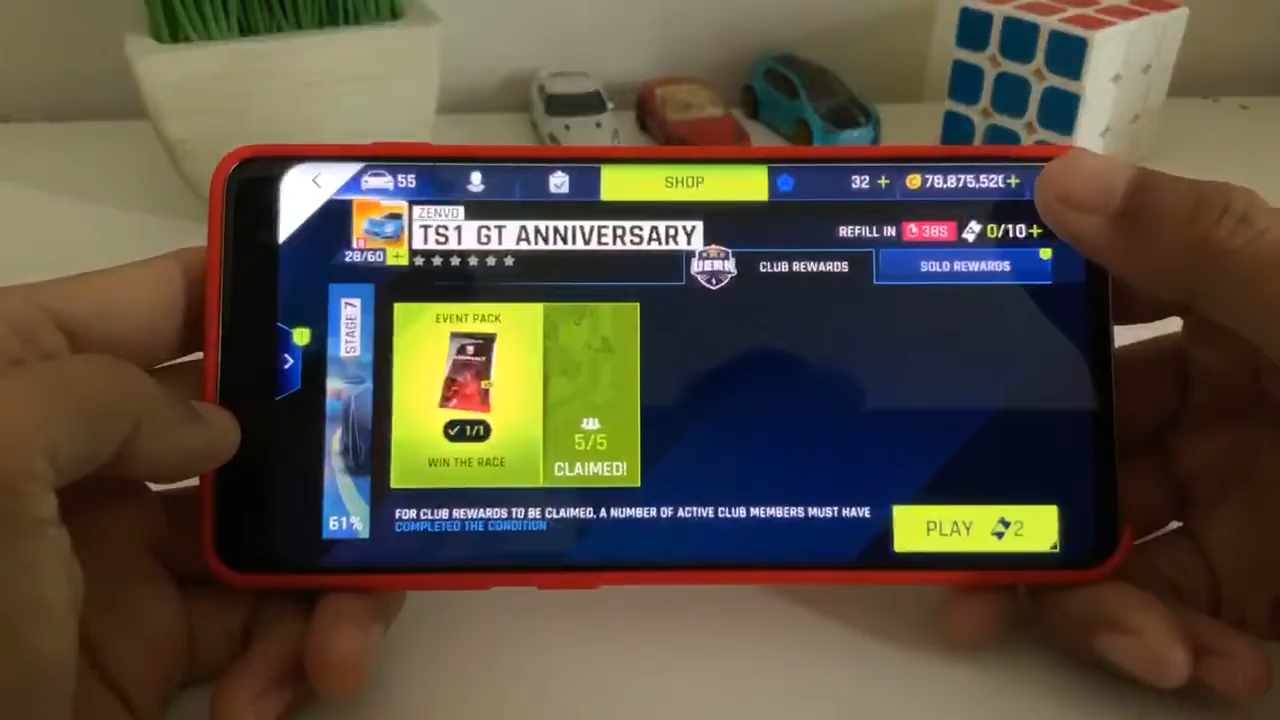 55
SHOP
32 +
78,875,520+
ZENVO
TS1 GT ANNIVERSARY
28/60 +
REFILL IN 38S 0/10+
CLUB REWARDS
SOLO REWARDS
STAGE 7
61%
EVENT PACK
ASPHALT
1/1
WIN THE RACE
5/5
CLAIMED!
FOR CLUB REWARDS TO BE CLAIMED, A NUMBER OF ACTIVE CLUB MEMBERS MUST HAVE
COMPLETED THE CONDITION
PLAY 2